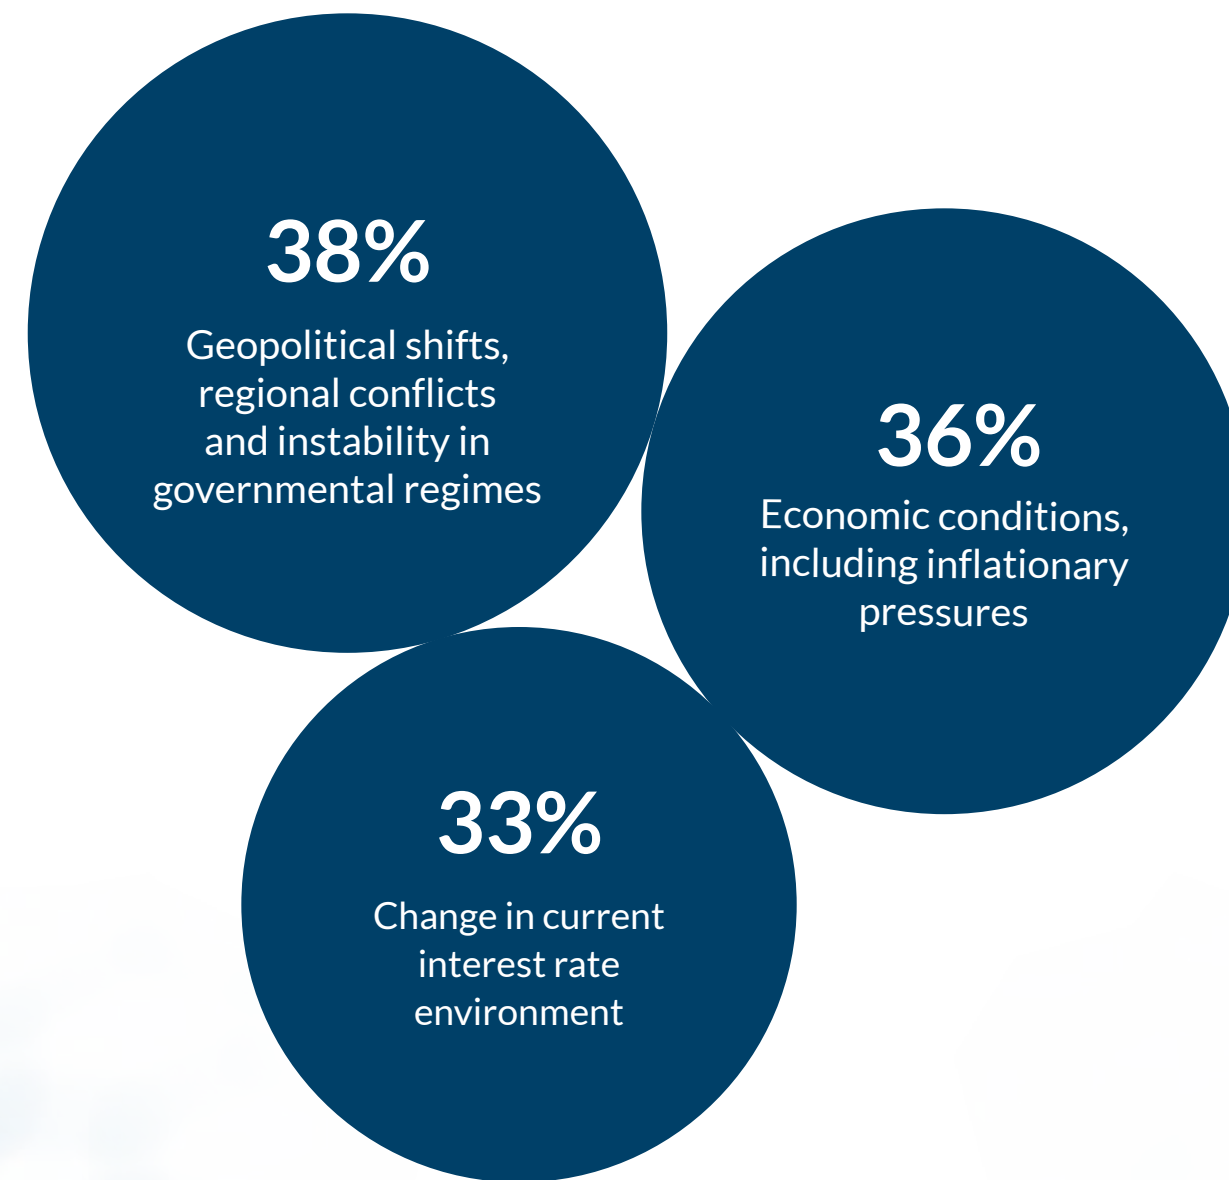 38%
Geopolitical shifts,
regional conflicts
and instability in
governmental regimes
36%
Economic conditions,
including inflationary
pressures
33%
Change in current
interest rate
environment